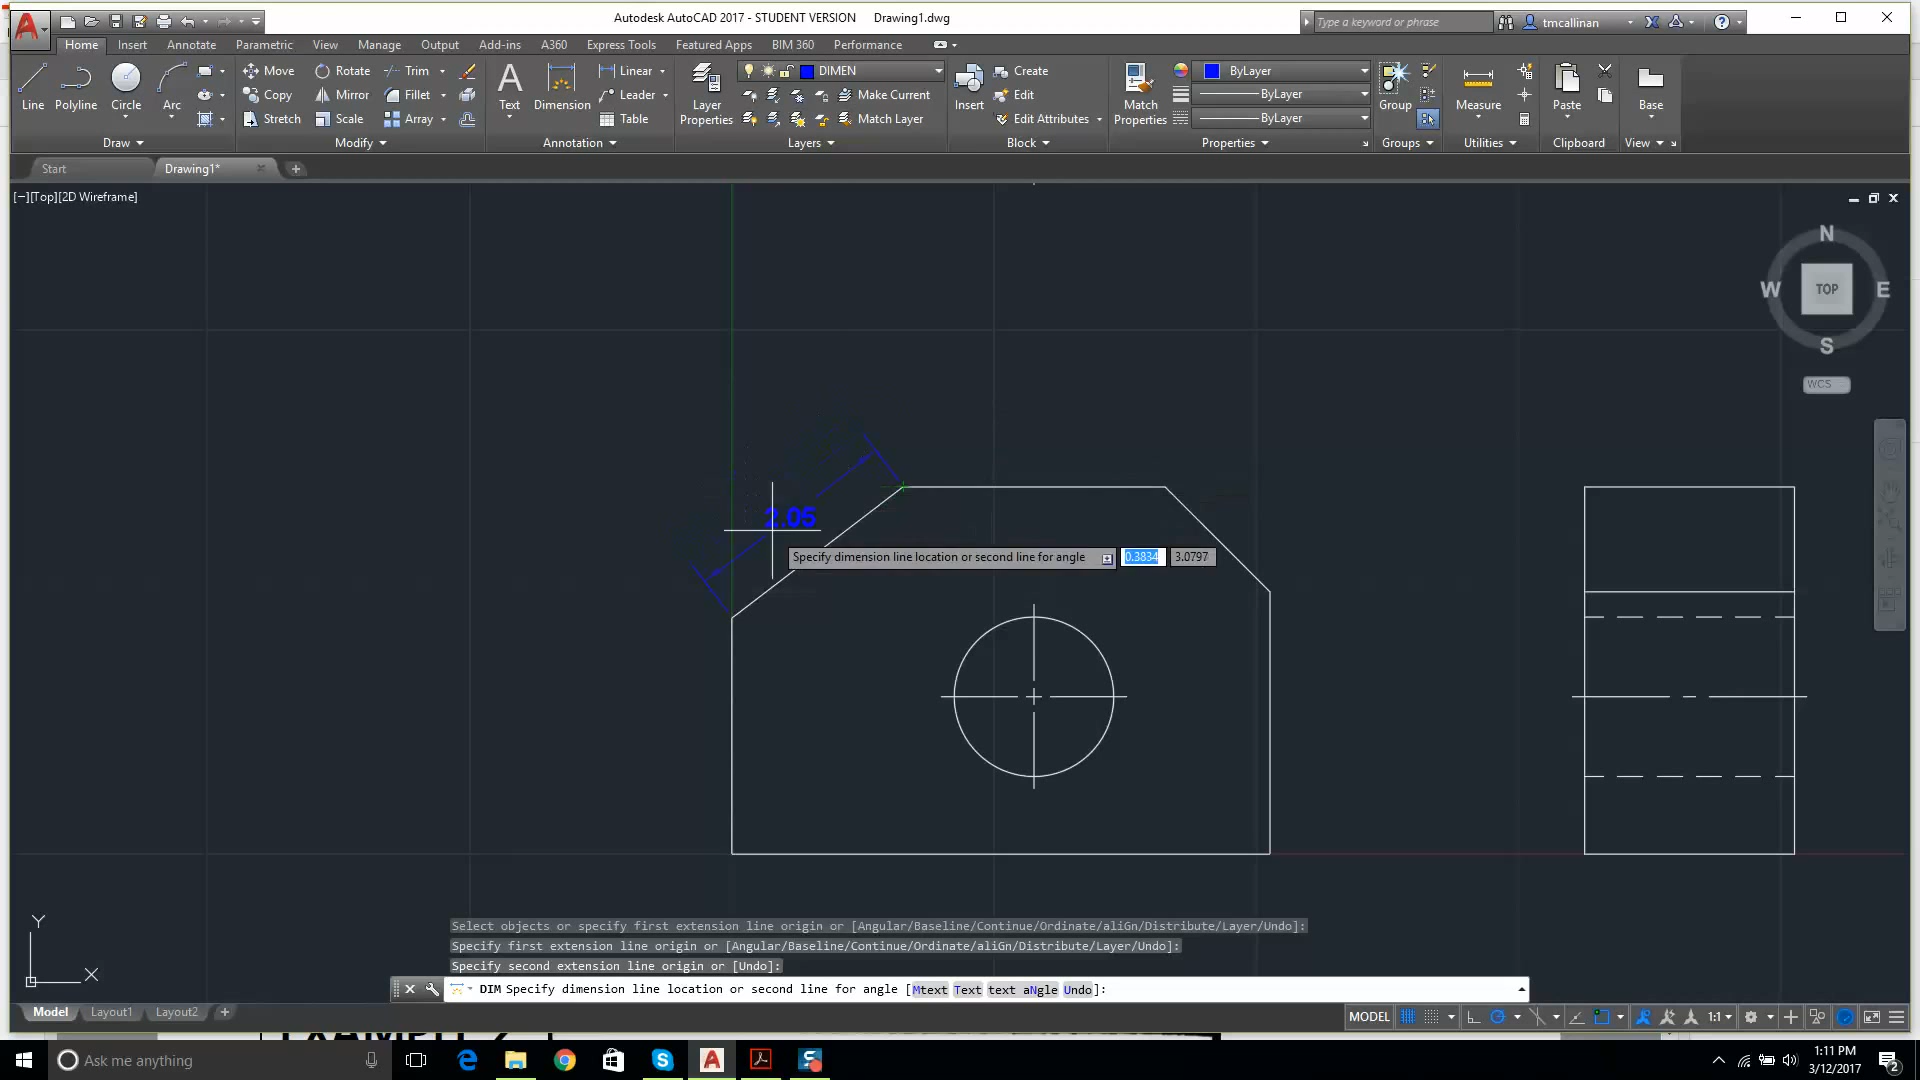 Autodesk AutoCAD 2017 - STUDENT VERSION Drawing1.dwg
Type a keyword or phrase
tmcallinan
Home Insert Annotate Parametric View Manage Output Add-ins A360 Express Tools Featured Apps BIM 360 Performance
Line Polyline Circle Arc
Move Rotate Trim
Copy Mirror Fillet
Stretch Scale Array
Text Dimension
Linear
Leader
Table
Layer Properties
DIMEN
Make Current
Match Layer
Insert
Create
Edit
Edit Attributes
Match Properties
ByLayer
ByLayer
ByLayer
Group
Measure
Paste
Base
Draw Modify Annotation Layers Block Properties Groups Utilities Clipboard View
Start Drawing1*
[−][Top][2D Wireframe]
N
W TOP E
S
WCS
2.05
Specify dimension line location or second line for angle 0.3834 3.0797
Select objects or specify first extension line origin or [Angular/Baseline/Continue/Ordinate/aliGn/Distribute/Layer/Undo]:
Specify first extension line origin or [Angular/Baseline/Continue/Ordinate/aliGn/Distribute/Layer/Undo]:
Specify second extension line origin or [Undo]:
Y
X
DIM Specify dimension line location or second line for angle [Mtext Text text aNgle Undo]:
Model Layout1 Layout2
MODEL 1:1
Ask me anything
1:11 PM
3/12/2017
2